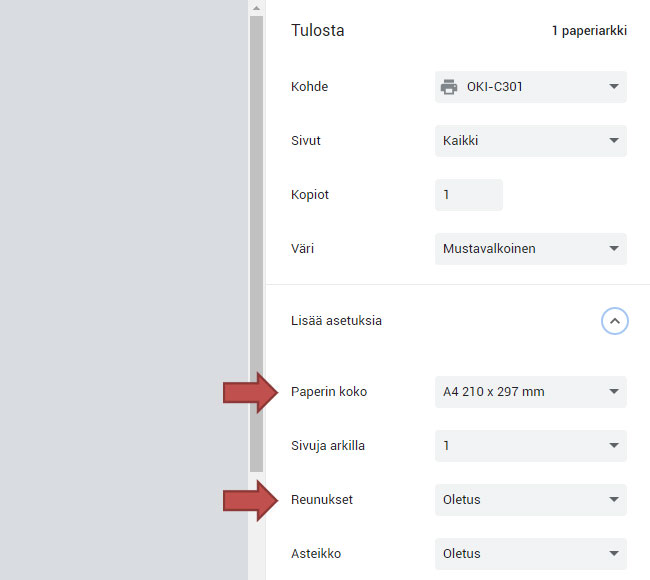 Tulosta 1 paperiarkki
Kohde OKI-C301
Sivut Kaikki
Kopiot 1
Väri Mustavalkoinen
Lisää asetuksia
Paperin koko A4 210 x 297 mm
Sivuja arkilla 1
Reunukset Oletus
Asteikko Oletus